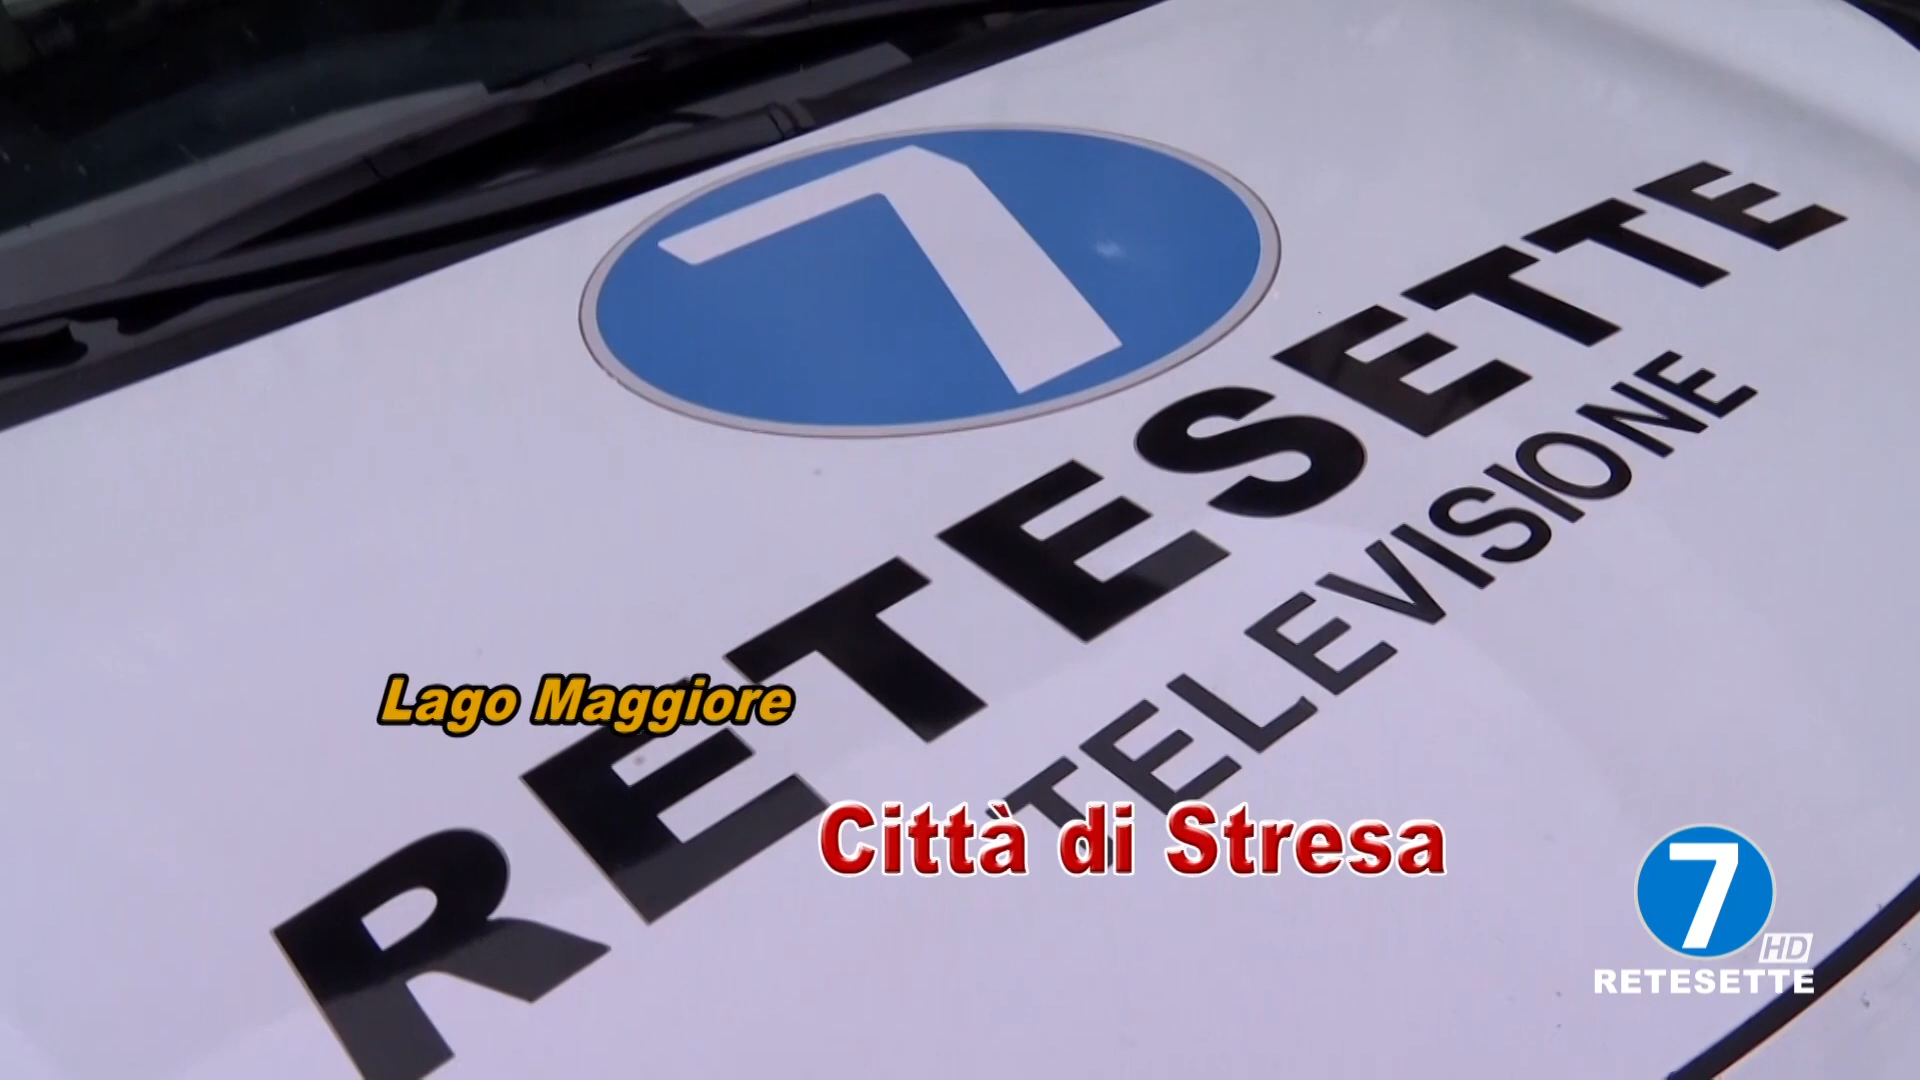 7
RETESETTE
TELEVISIONE
Lago Maggiore
Città di Stresa
7
HD
RETESETTE